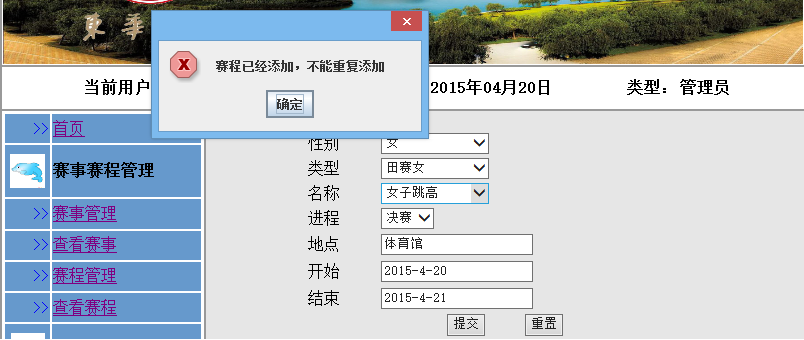 東華
×
赛程已经添加，不能重复添加
确定
当前用户
2015年04月20日
类型：管理员
>> 首页
赛事赛程管理
>> 赛事管理
>> 查看赛事
>> 赛程管理
>> 查看赛程
性别 女
类型 田赛女
名称 女子跳高
进程 决赛
地点 体育馆
开始 2015-4-20
结束 2015-4-21
提交 重置